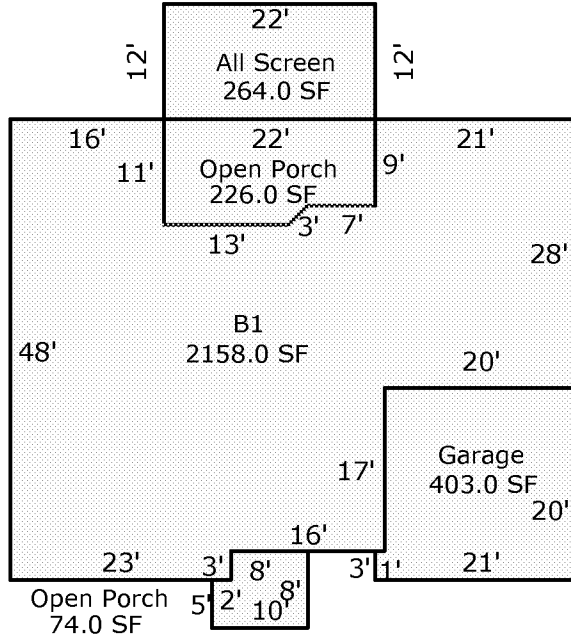 22'
12' All Screen 12'
264.0 SF
16' 22' 21'
11' Open Porch 9'
226.0 SF
13' 3' 7'
28'
B1
48' 2158.0 SF
20'
17' Garage
403.0 SF
20'
16'
23' 3' 8' 3' 1' 21'
Open Porch 5' 2' 8'
74.0 SF 10'